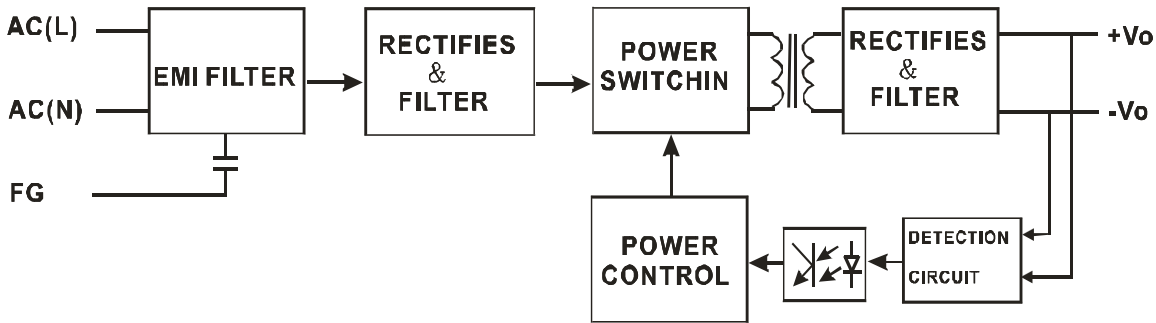 AC(L)
AC(N)
FG
EMI FILTER
RECTIFIES
&
FILTER
POWER
SWITCHIN
RECTIFIES
&
FILTER
+Vo
-Vo
POWER
CONTROL
DETECTION
CIRCUIT